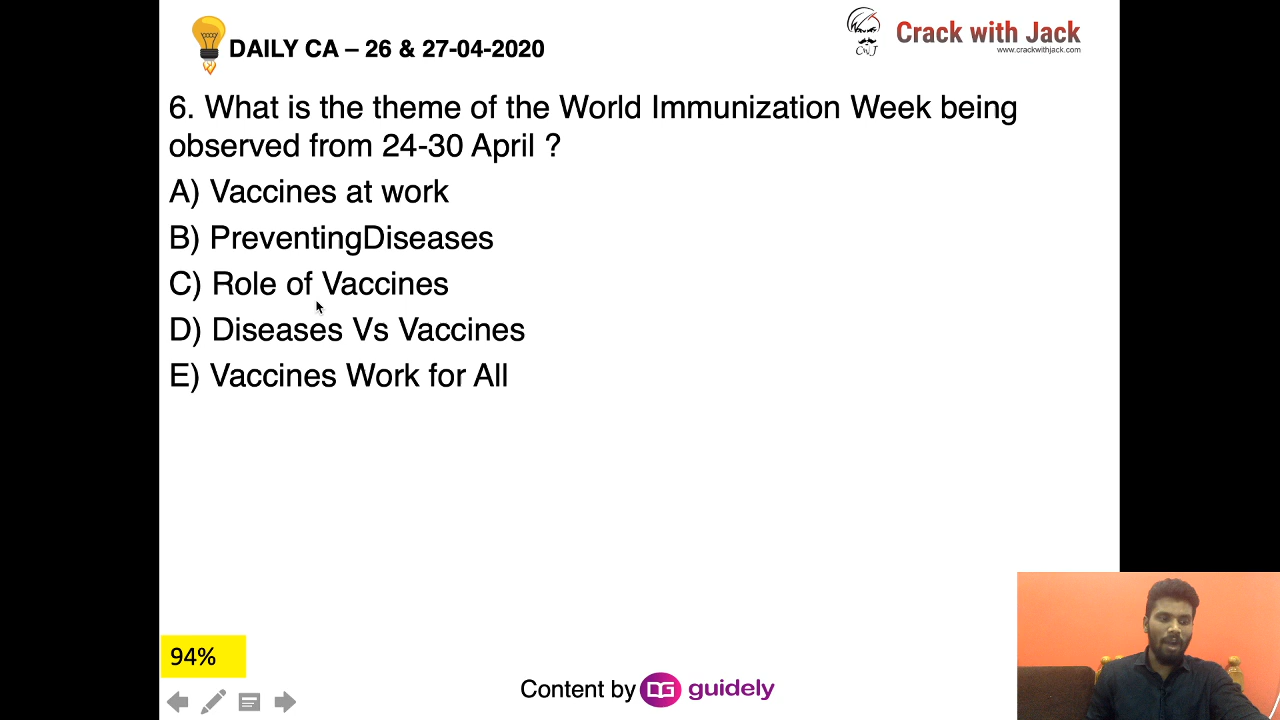 DAILY CA – 26 & 27-04-2020
Crack with Jack
www.crackwithjack.com
CwJ
6. What is the theme of the World Immunization Week being
observed from 24-30 April ?
A) Vaccines at work
B) PreventingDiseases
C) Role of Vaccines
D) Diseases Vs Vaccines
E) Vaccines Work for All
94%
Content by guidely